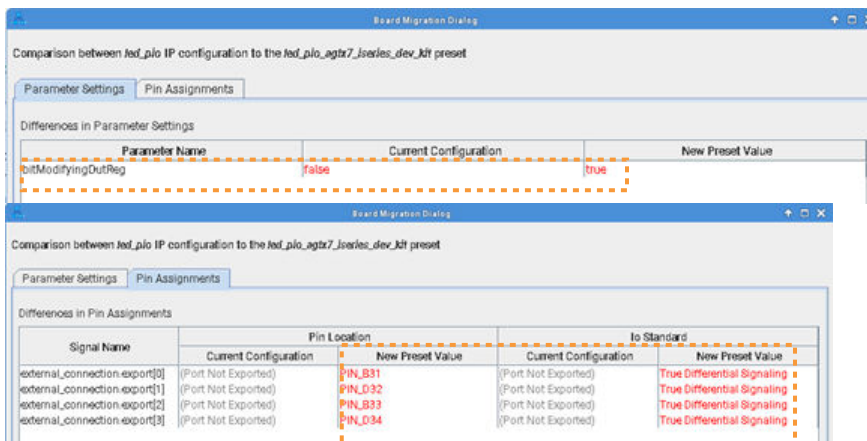 Board Migration Dialog
Comparison between led_pio IP configuration to the led_pio_agtx7_iseries_dev_kit preset
Parameter Settings Pin Assignments
Differences in Parameter Settings
Parameter Name Current Configuration New Preset Value
bitModifyingOutReg false true
Board Migration Dialog
Comparison between led_pio IP configuration to the led_pio_agtx7_iseries_dev_kit preset
Parameter Settings Pin Assignments
Differences in Pin Assignments
Signal Name Pin Location Io Standard
Current Configuration New Preset Value Current Configuration New Preset Value
external_connection.export[0] (Port Not Exported) PIN_B31 (Port Not Exported) True Differential Signaling
external_connection.export[1] (Port Not Exported) PIN_D32 (Port Not Exported) True Differential Signaling
external_connection.export[2] (Port Not Exported) PIN_B33 (Port Not Exported) True Differential Signaling
external_connection.export[3] (Port Not Exported) PIN_D34 (Port Not Exported) True Differential Signaling